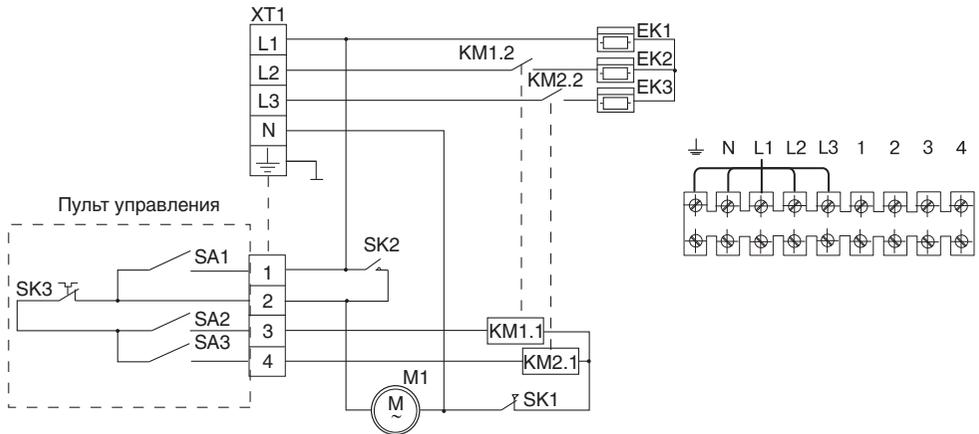 XT1
L1
L2
L3
N
EK1
EK2
EK3
KM1.2
KM2.2
N L1 L2 L3 1 2 3 4
Пульт управления
SA1
SK3
SA2
SA3
1
2
3
4
SK2
KM1.1
KM2.1
M1
M
~
SK1